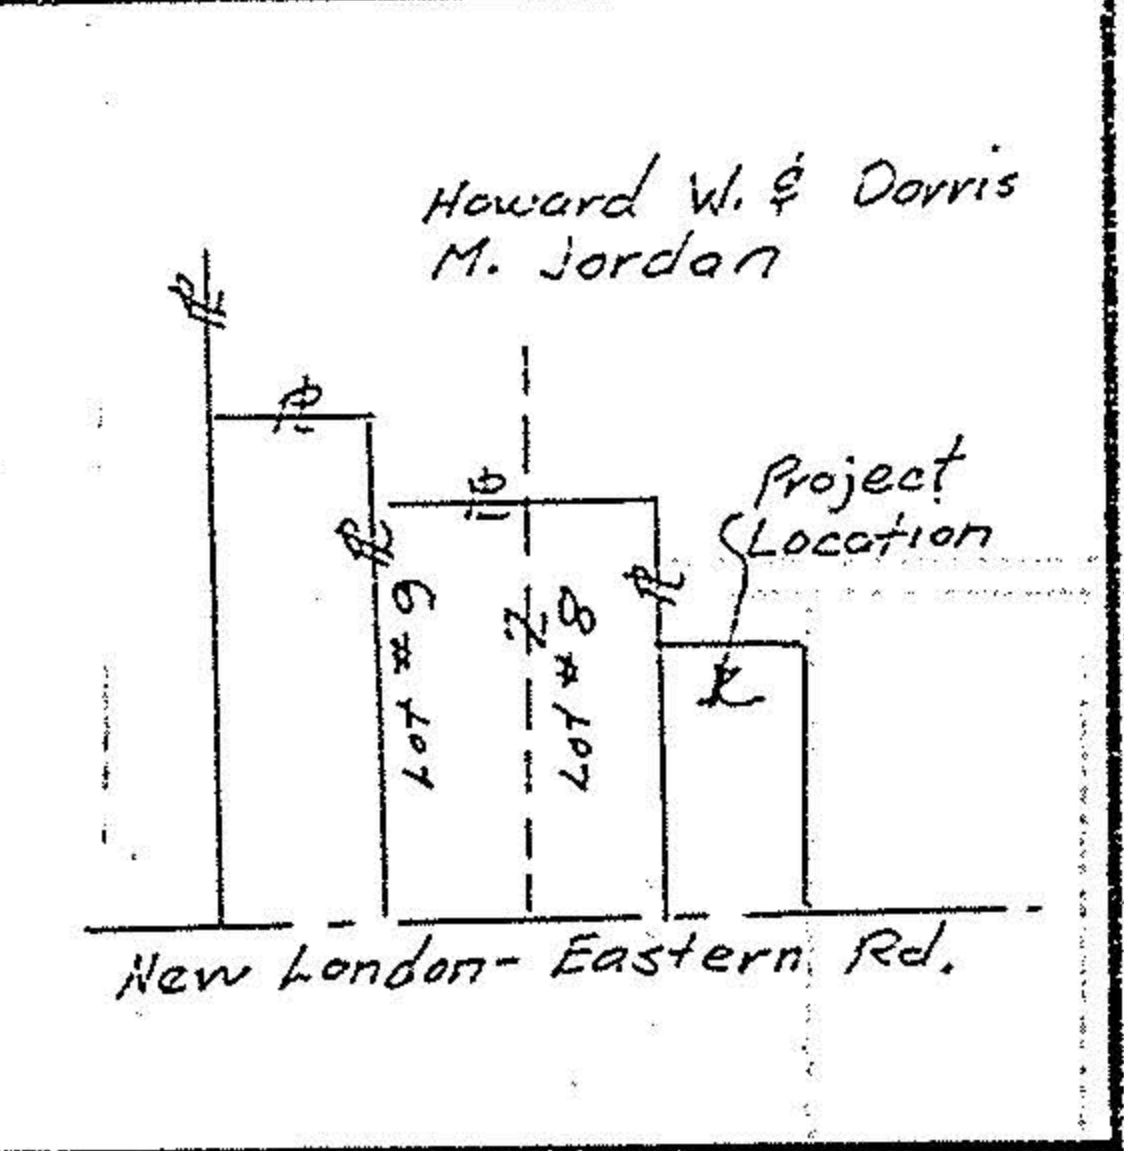 Howard W. & Dorris
M. Jordan
Project
Location
Lot # 9
Lot # 8
New London- Eastern Rd.